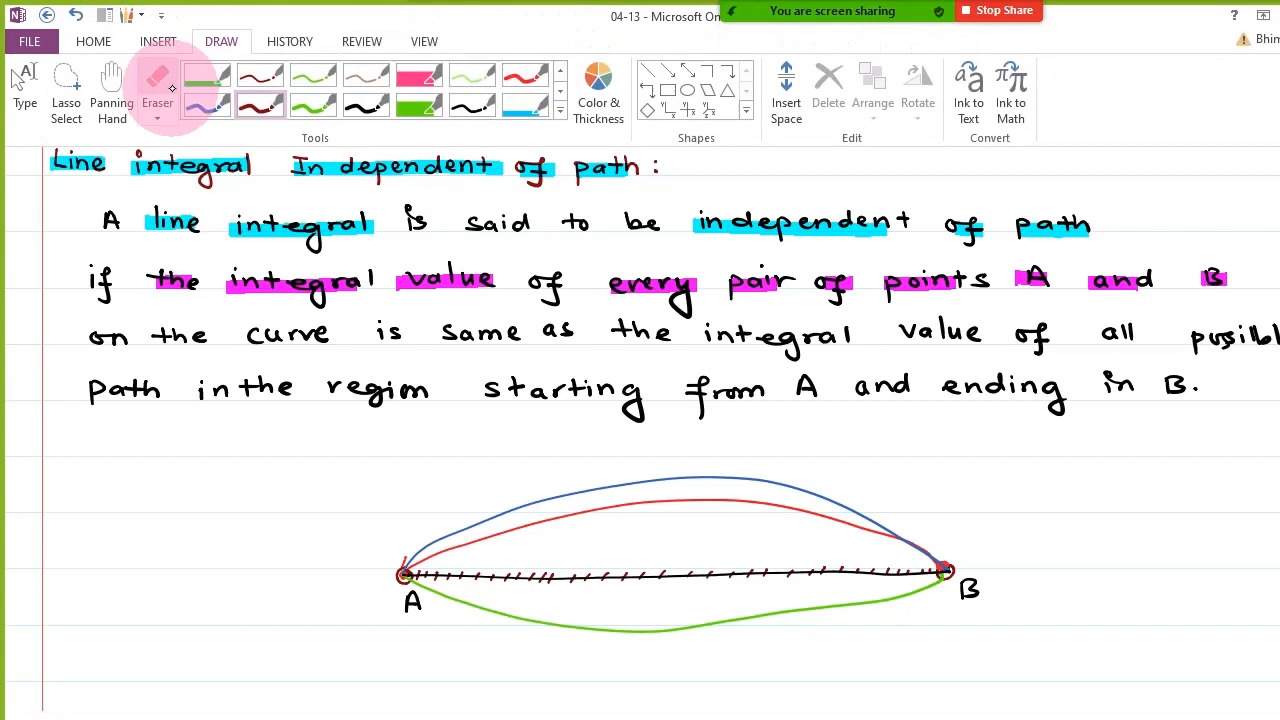 04-13 - Microsoft On
You are screen sharing
Stop Share
FILE HOME INSERT DRAW HISTORY REVIEW VIEW
Bhim
Type Lasso Select Panning Hand Eraser Color & Thickness Insert Space Delete Arrange Rotate Ink to Text Ink to Math
Tools Shapes Edit Convert
Line integral In dependent of path :
A line integral is said to be independent of path
if the integral value of every pair of points A and B
on the curve is same as the integral value of all possibl
path in the region starting from A and ending in B.
A B